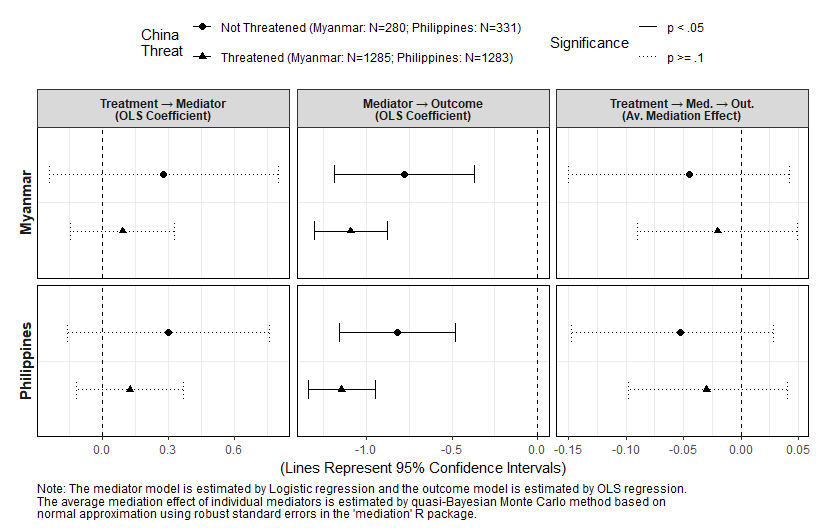 China
Threat
Not Threatened (Myanmar: N=280; Philippines: N=331)
Threatened (Myanmar: N=1285; Philippines: N=1283)
Significance
p < .05
p >= .1
Treatment → Mediator
(OLS Coefficient)
Mediator → Outcome
(OLS Coefficient)
Treatment → Med. → Out.
(Av. Mediation Effect)
Myanmar
Philippines
0.0 0.3 0.6
-1.0 -0.5 0.0
-0.15 -0.10 -0.05 0.00 0.05
(Lines Represent 95% Confidence Intervals)
Note: The mediator model is estimated by Logistic regression and the outcome model is estimated by OLS regression.
The average mediation effect of individual mediators is estimated by quasi-Bayesian Monte Carlo method based on
normal approximation using robust standard errors in the 'mediation' R package.